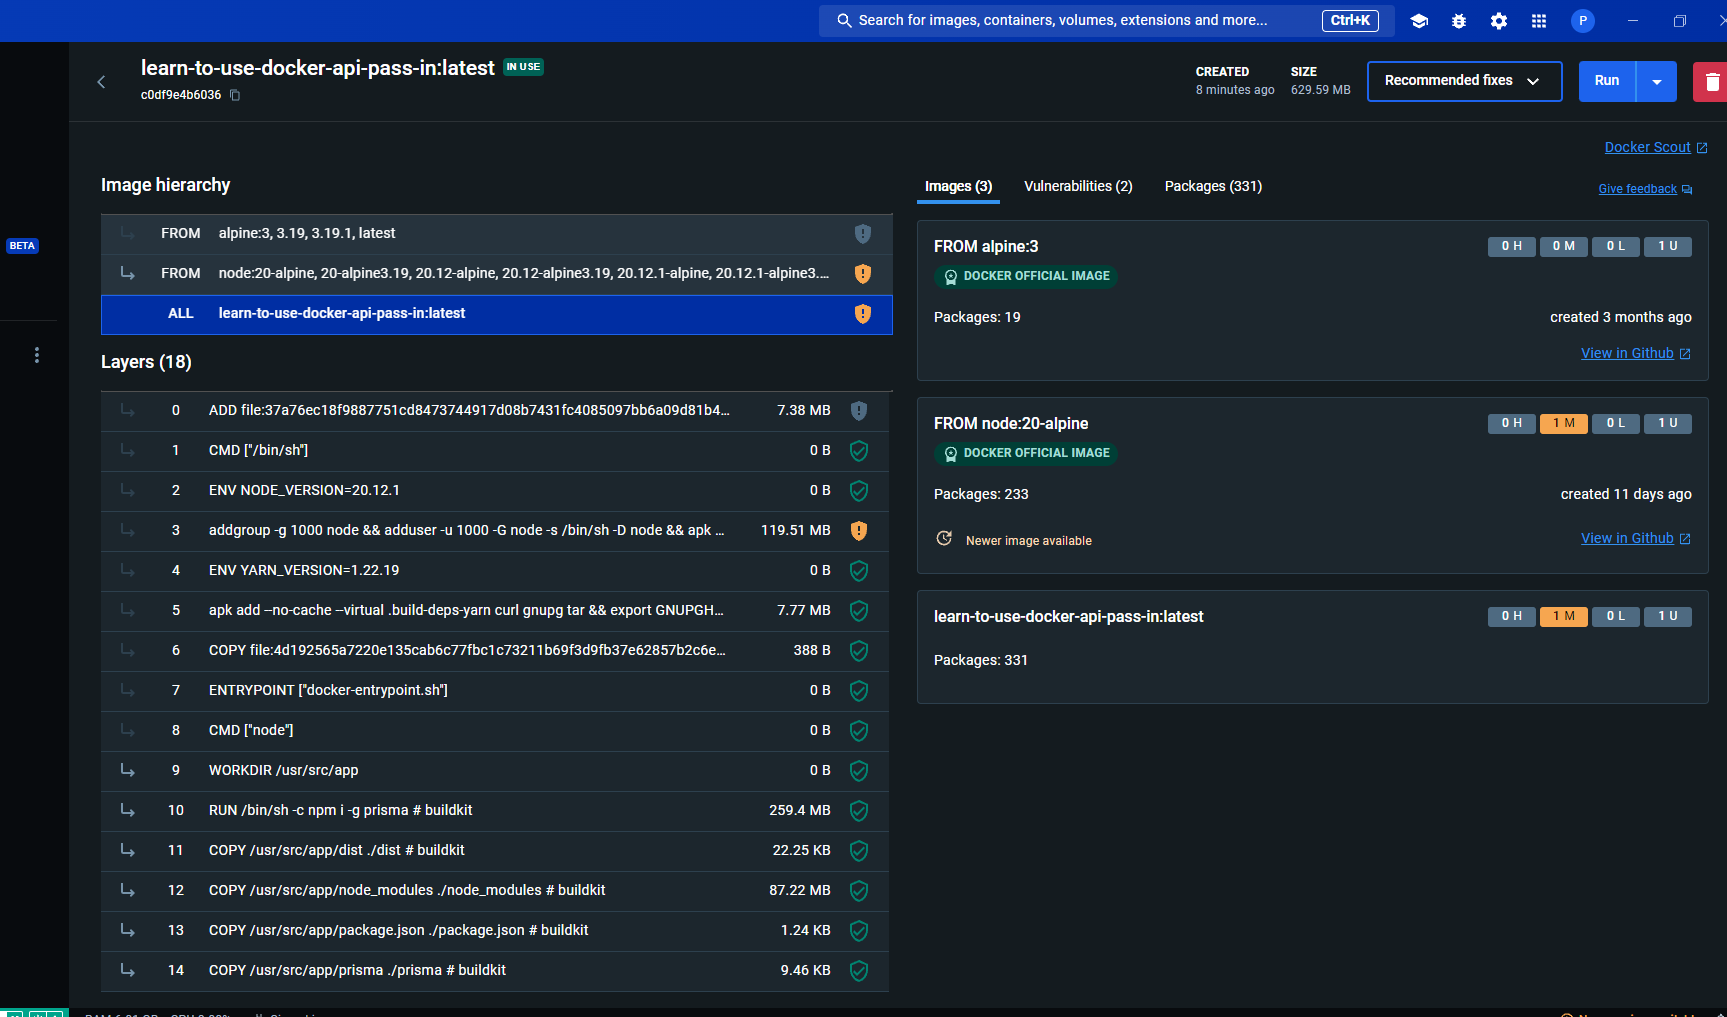 Search for images, containers, volumes, extensions and more...
Ctrl+K
P
learn-to-use-docker-api-pass-in:latest
IN USE
c0df9e4b6036
CREATED
8 minutes ago
SIZE
629.59 MB
Recommended fixes
Run
Docker Scout
BETA
Image hierarchy
FROM alpine:3, 3.19, 3.19.1, latest
FROM node:20-alpine, 20-alpine3.19, 20.12-alpine, 20.12-alpine3.19, 20.12.1-alpine, 20.12.1-alpine3....
ALL learn-to-use-docker-api-pass-in:latest
Layers (18)
0 ADD file:37a76ec18f9887751cd8473744917d08b7431fc4085097bb6a09d81b4... 7.38 MB
1 CMD ["/bin/sh"] 0 B
2 ENV NODE_VERSION=20.12.1 0 B
3 addgroup -g 1000 node && adduser -u 1000 -G node -s /bin/sh -D node && apk ... 119.51 MB
4 ENV YARN_VERSION=1.22.19 0 B
5 apk add --no-cache --virtual .build-deps-yarn curl gnupg tar && export GNUPGH... 7.77 MB
6 COPY file:4d192565a7220e135cab6c77fbc1c73211b69f3d9fb37e62857b2c6e... 388 B
7 ENTRYPOINT ["docker-entrypoint.sh"] 0 B
8 CMD ["node"] 0 B
9 WORKDIR /usr/src/app 0 B
10 RUN /bin/sh -c npm i -g prisma # buildkit 259.4 MB
11 COPY /usr/src/app/dist ./dist # buildkit 22.25 KB
12 COPY /usr/src/app/node_modules ./node_modules # buildkit 87.22 MB
13 COPY /usr/src/app/package.json ./package.json # buildkit 1.24 KB
14 COPY /usr/src/app/prisma ./prisma # buildkit 9.46 KB
Images (3) Vulnerabilities (2) Packages (331)
Give feedback
FROM alpine:3
0 H 0 M 0 L 1 U
DOCKER OFFICIAL IMAGE
Packages: 19
created 3 months ago
View in Github
FROM node:20-alpine
0 H 1 M 0 L 1 U
DOCKER OFFICIAL IMAGE
Packages: 233
created 11 days ago
Newer image available
View in Github
learn-to-use-docker-api-pass-in:latest
0 H 1 M 0 L 1 U
Packages: 331